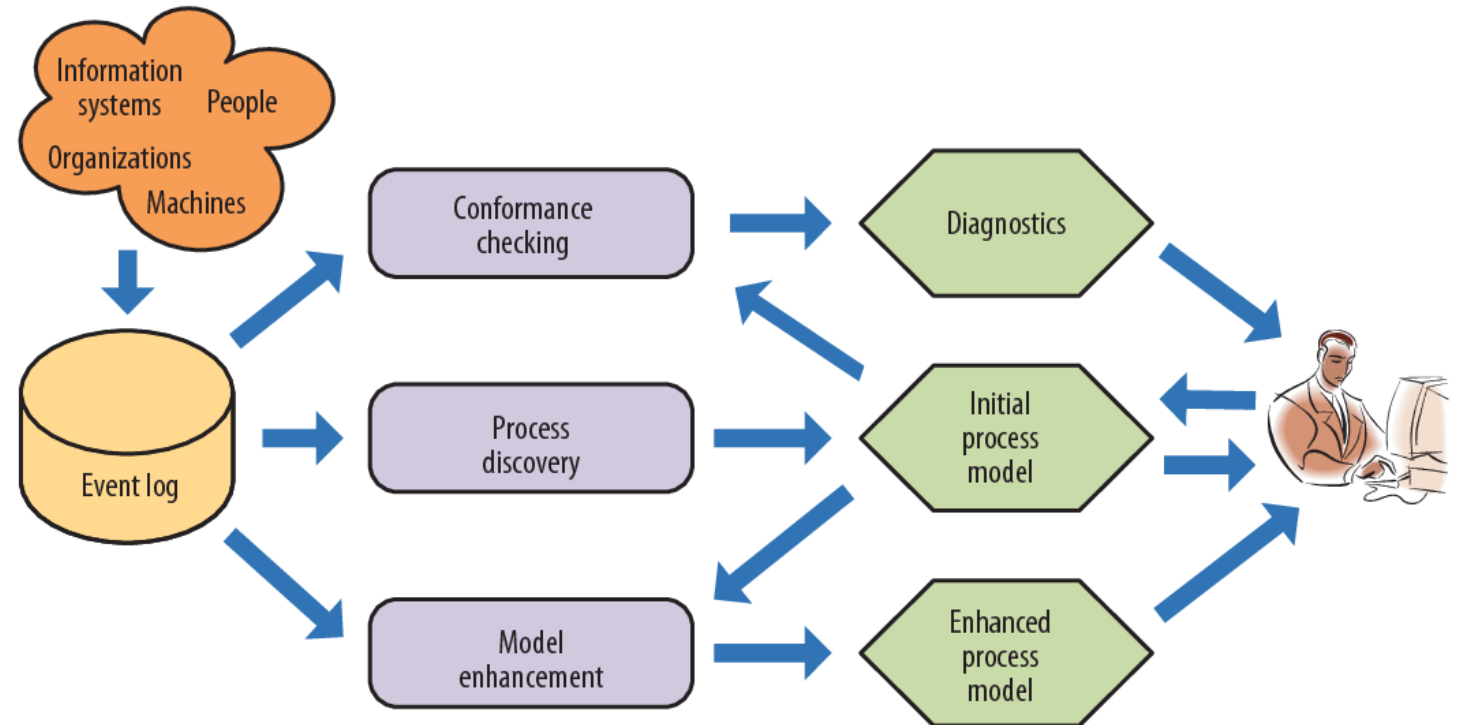 Information
systems
People
Organizations
Machines
Conformance
checking
Diagnostics
Process
discovery
Initial
process
model
Event log
Model
enhancement
Enhanced
process
model